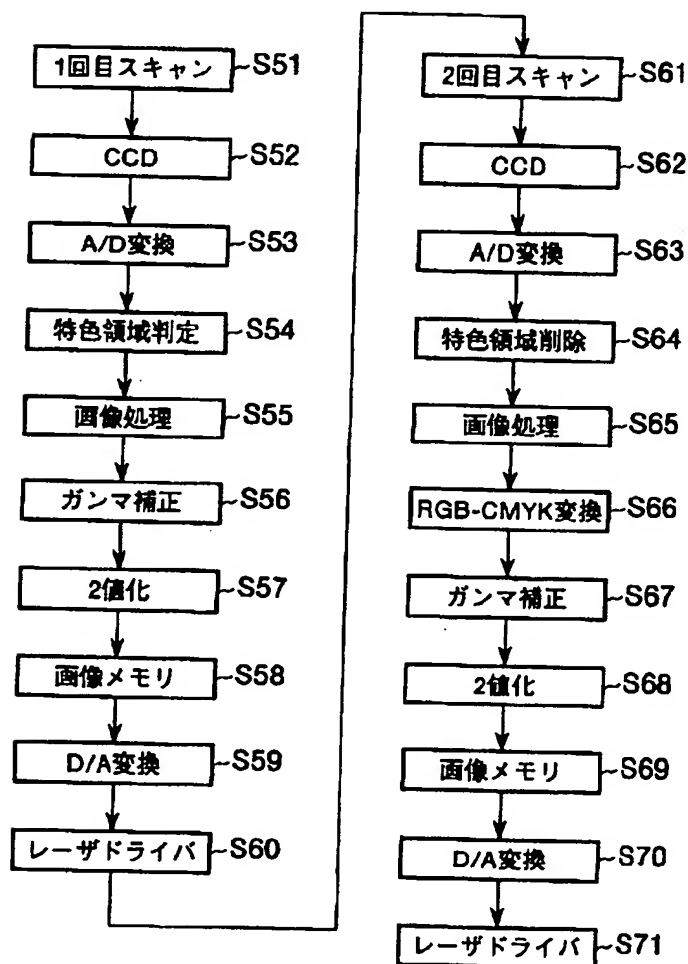 1回目スキャン ~S51
CCD ~S52
A/D変換 ~S53
特色領域判定 ~S54
画像処理 ~S55
ガンマ補正 ~S56
2値化 ~S57
画像メモリ ~S58
D/A変換 ~S59
レーザドライバ ~S60
2回目スキャン ~S61
CCD ~S62
A/D変換 ~S63
特色領域削除 ~S64
画像処理 ~S65
RGB-CMYK変換 ~S66
ガンマ補正 ~S67
2値化 ~S68
画像メモリ ~S69
D/A変換 ~S70
レーザドライバ ~S71